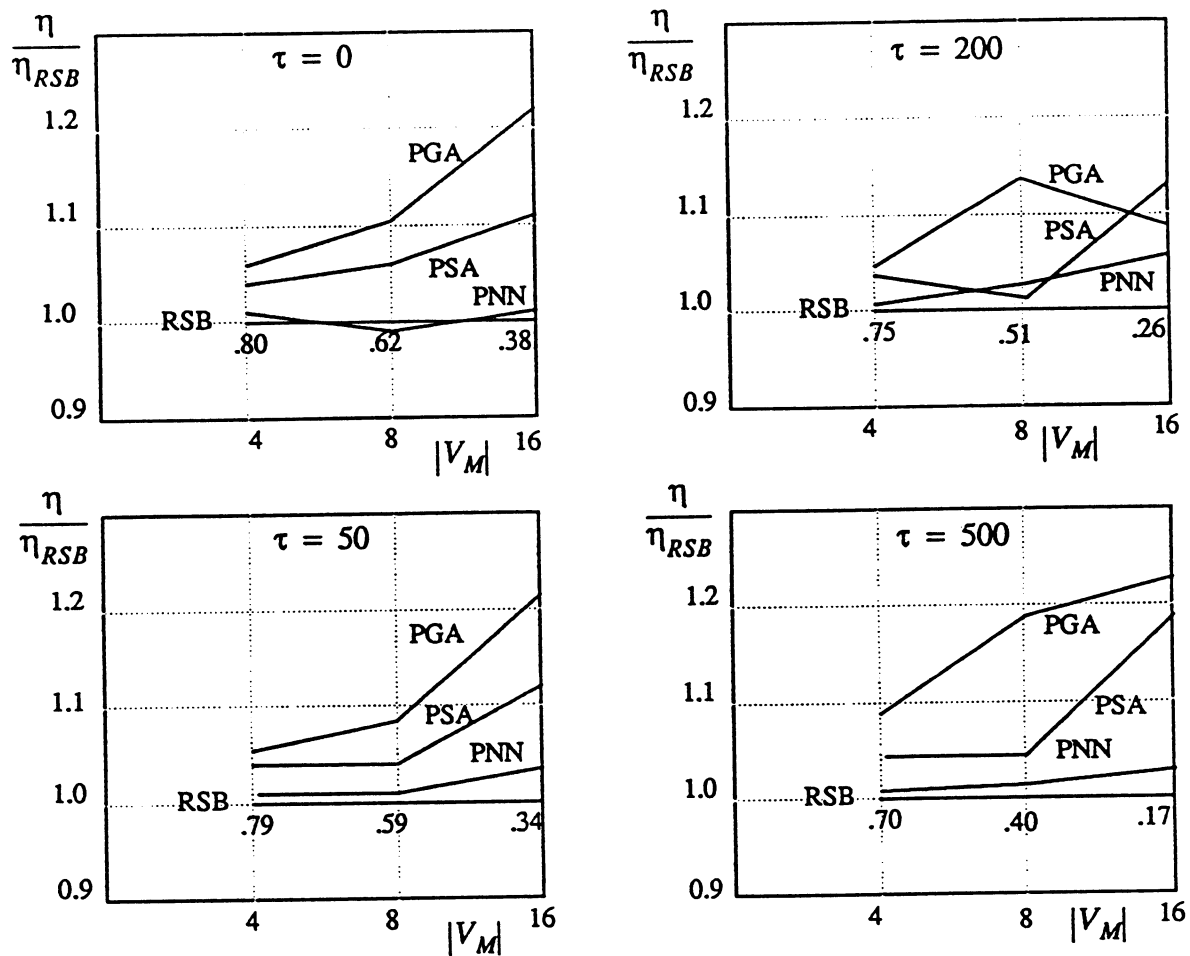 η
η_RSB
τ = 0
1.2
PGA
1.1
PSA
PNN
1.0
RSB
.80
.62
.38
0.9
4
8
16
|V_M|
η
η_RSB
τ = 200
1.2
PGA
1.1
PSA
PNN
1.0
RSB
.75
.51
.26
0.9
4
8
16
|V_M|
η
η_RSB
τ = 50
1.2
PGA
1.1
PSA
PNN
1.0
RSB
.79
.59
.34
0.9
4
8
16
|V_M|
η
η_RSB
τ = 500
1.2
PGA
1.1
PSA
PNN
1.0
RSB
.70
.40
.17
0.9
4
8
16
|V_M|